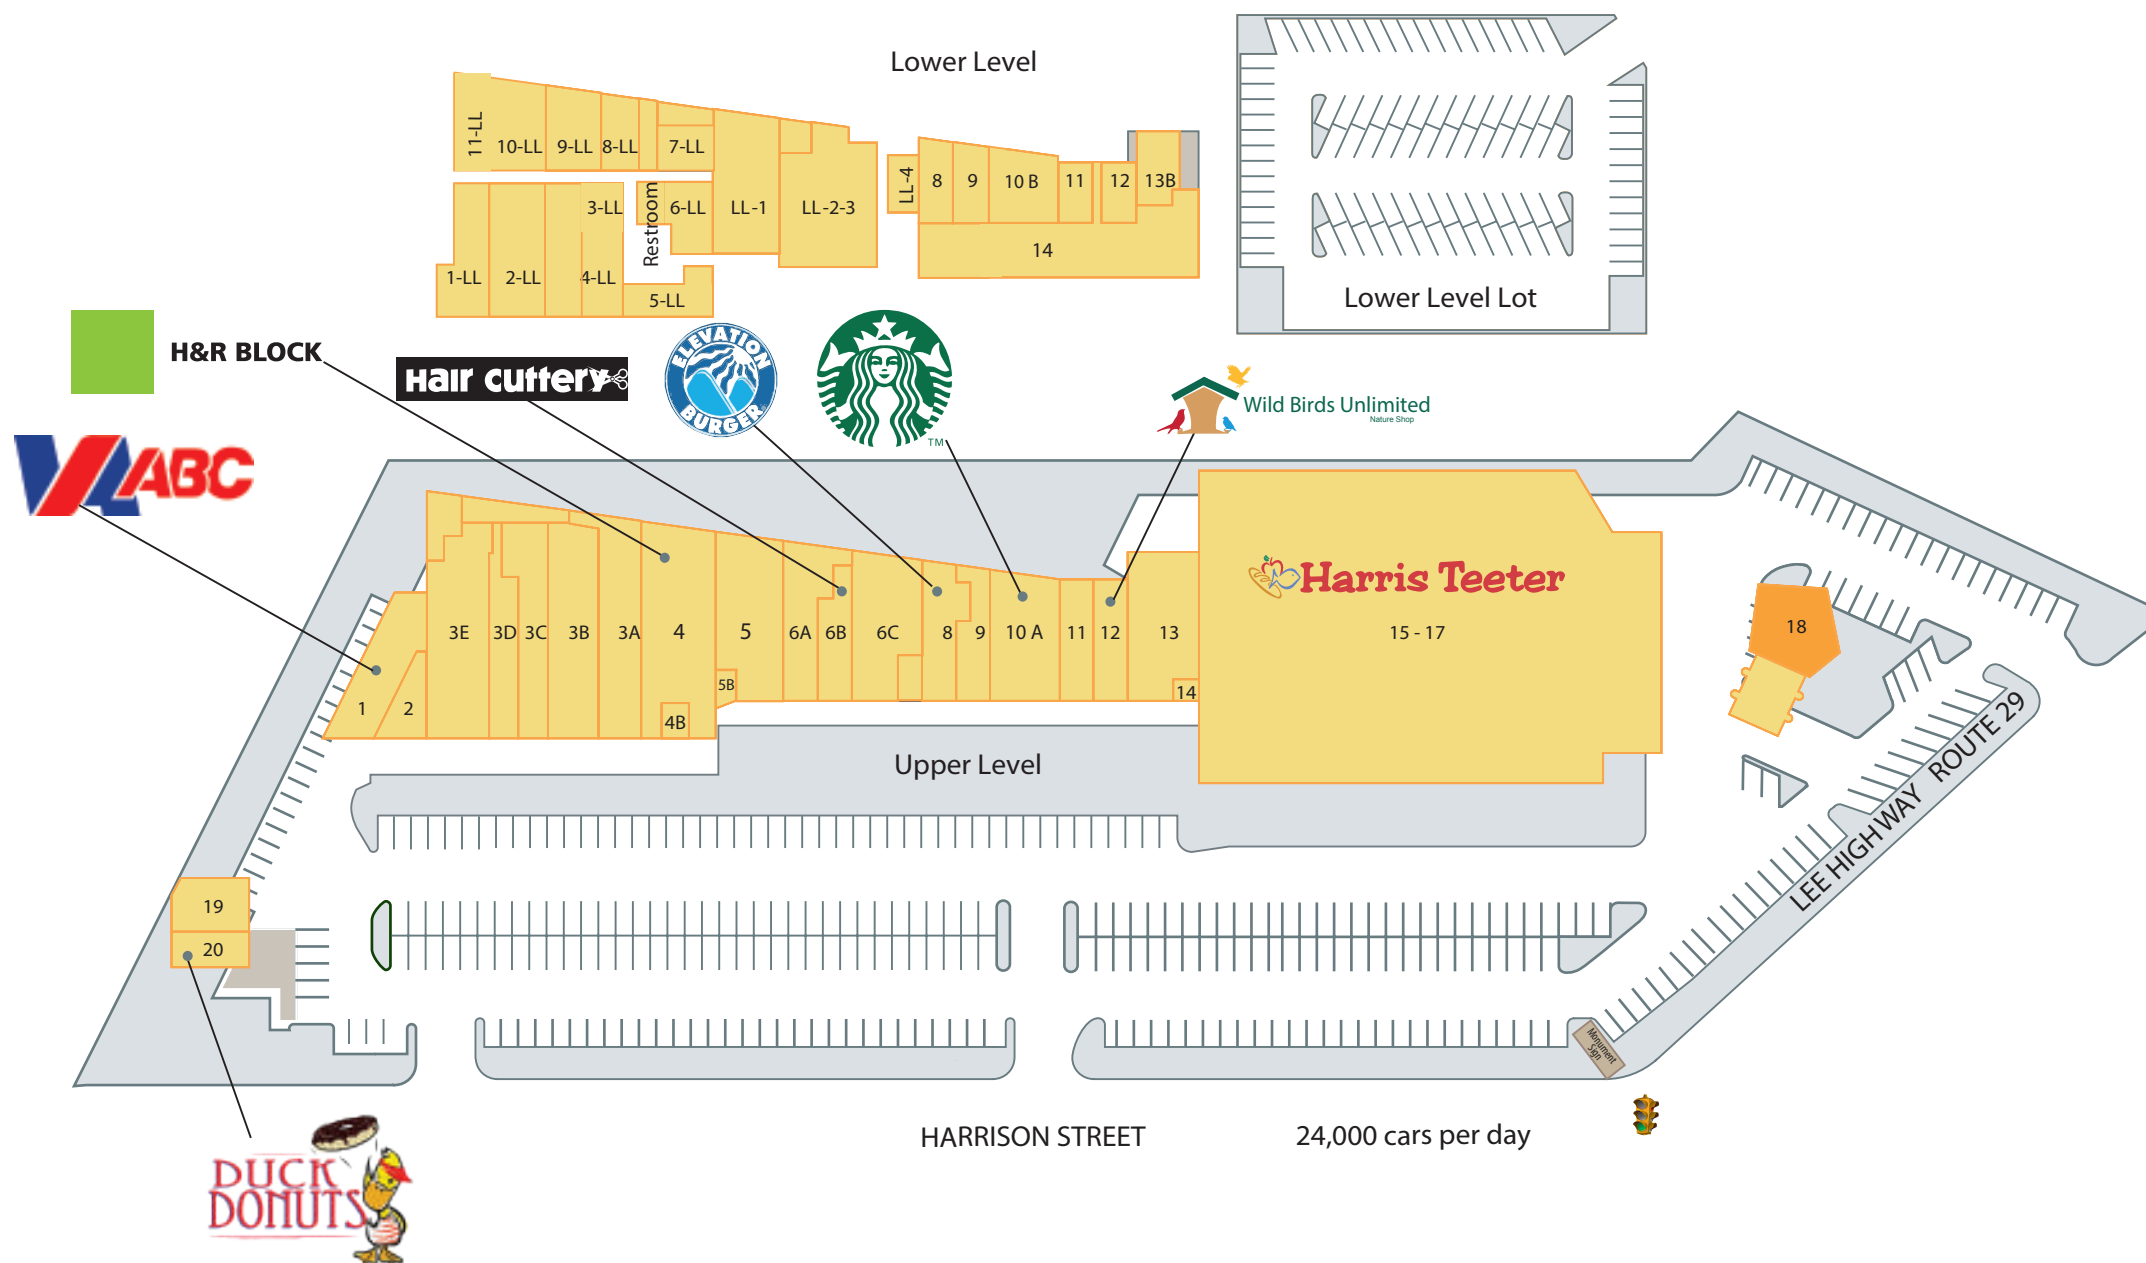 Lower Level
11-LL
10-LL
9-LL
8-LL
7-LL
3-LL
Restroom
6-LL
LL-1
LL-2-3
LL-4
8
9
10 B
11
12
13B
14
1-LL
2-LL
4-LL
5-LL
Lower Level Lot
H&R BLOCK
Hair cuttery
ELEVATION
BURGER
TM
Wild Birds Unlimited
Nature Shop
VA ABC
Harris Teeter
3E
3D
3C
3B
3A
4
5
6A
6B
6C
8
9
10 A
11
12
13
15 - 17
18
5B
14
1
2
4B
Upper Level
LEE HIGHWAY ROUTE 29
19
20
Monument
Sign
HARRISON STREET
24,000 cars per day
DUCK
DONUTS